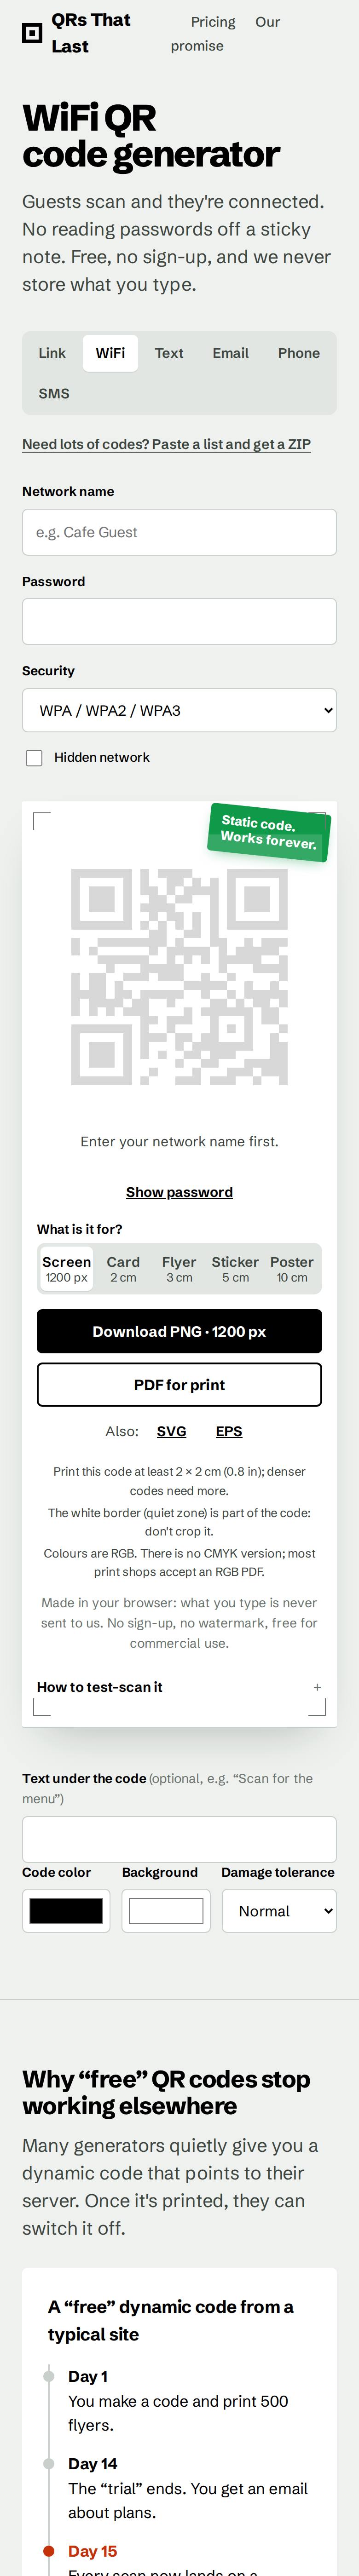 QRs That
Last
Pricing Our
promise
WiFi QR
code generator
Guests scan and they're connected.
No reading passwords off a sticky
note. Free, no sign-up, and we never
store what you type.
Link WiFi Text Email Phone
SMS
Need lots of codes? Paste a list and get a ZIP
Network name
e.g. Cafe Guest
Password
Security
WPA / WPA2 / WPA3
Hidden network
Static code.
Works forever.
Enter your network name first.
Show password
What is it for?
Screen Card Flyer Sticker Poster
1200 px 2 cm 3 cm 5 cm 10 cm
Download PNG · 1200 px
PDF for print
Also: SVG EPS
Print this code at least 2 × 2 cm (0.8 in); denser
codes need more.
The white border (quiet zone) is part of the code:
don't crop it.
Colours are RGB. There is no CMYK version; most
print shops accept an RGB PDF.
Made in your browser: what you type is never
sent to us. No sign-up, no watermark, free for
commercial use.
How to test-scan it +
Text under the code (optional, e.g. “Scan for the
menu”)
Code color Background Damage tolerance
Normal
Why “free” QR codes stop
working elsewhere
Many generators quietly give you a
dynamic code that points to their
server. Once it's printed, they can
switch it off.
A “free” dynamic code from a
typical site
Day 1
You make a code and print 500
flyers.
Day 14
The “trial” ends. You get an email
about plans.
Day 15
Every scan now lands on a